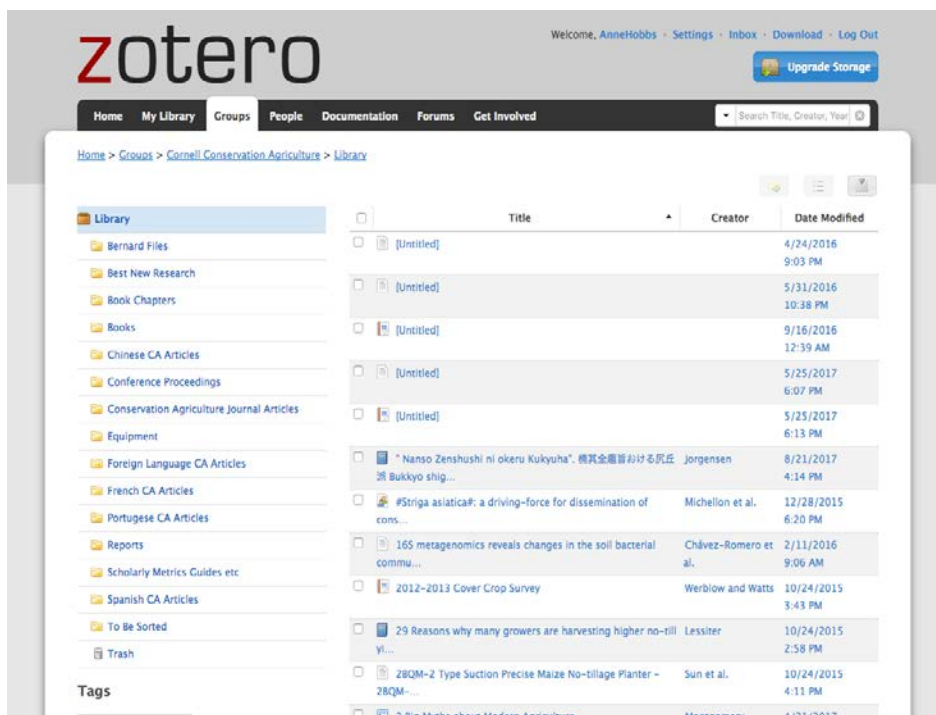 zotero
Welcome, AnneHobbs · Settings · Inbox · Download · Log Out
Upgrade Storage
Home My Library Groups People Documentation Forums Get Involved
Search Title, Creator, Year
Home > Groups > Cornell Conservation Agriculture > Library
Library
Bernard Files
Best New Research
Book Chapters
Books
Chinese CA Articles
Conference Proceedings
Conservation Agriculture Journal Articles
Equipment
Foreign Language CA Articles
French CA Articles
Portugese CA Articles
Reports
Scholarly Metrics Guides etc
Spanish CA Articles
To Be Sorted
Trash
Tags
Title Creator Date Modified
[Untitled] 4/24/2016
9:03 PM
[Untitled] 5/31/2016
10:38 PM
[Untitled] 9/16/2016
12:39 AM
[Untitled] 5/25/2017
6:07 PM
[Untitled] 5/25/2017
6:13 PM
" Nanso Zenshushi ni okeru Kukyuha". Jorgensen 8/21/2017
Bukkyo shig... 4:14 PM
#Striga asiatica#: a driving-force for dissemination of Michellon et al. 12/28/2015
cons... 6:20 PM
16S metagenomics reveals changes in the soil bacterial Chávez-Romero et 2/11/2016
commu... al. 9:06 AM
2012-2013 Cover Crop Survey Werblow and Watts 10/24/2015
3:43 PM
29 Reasons why many growers are harvesting higher no-till Lessiter 10/24/2015
yi... 2:58 PM
2BQM-2 Type Suction Precise Maize No-tillage Planter - Sun et al. 10/24/2015
2BQM-... 4:11 PM